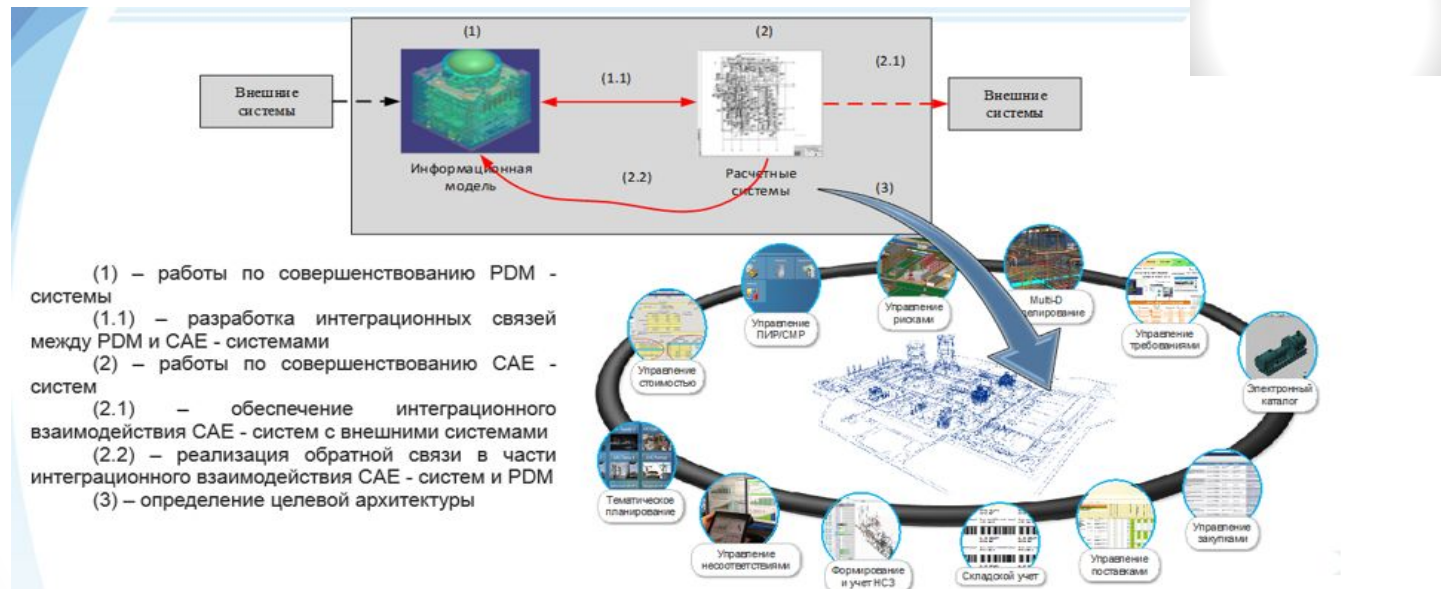 (1)
(2)
(2.1)
(1.1)
Внешние
системы
Внешние
системы
Информационная
модель
(2.2)
Расчетные
системы
(3)
(1) – работы по совершенствованию PDM -
системы
(1.1) – разработка интеграционных связей
между PDM и CAE - системами
(2) – работы по совершенствованию CAE -
систем
(2.1) – обеспечение интеграционного
взаимодействия CAE - систем с внешними системами
(2.2) – реализация обратной связи в части
интеграционного взаимодействия CAE - систем и PDM
(3) – определение целевой архитектуры
Управление
ПИР/СМР
Управление
рисками
Multi-D
делирование
Управление
требованиями
Управление
стоимостью
Электронный
каталог
Тематическое
планирование
Управление
несоответствиями
Формирование
и учет НСЗ
Складской учет
Управление
поставками
Управление
закупками